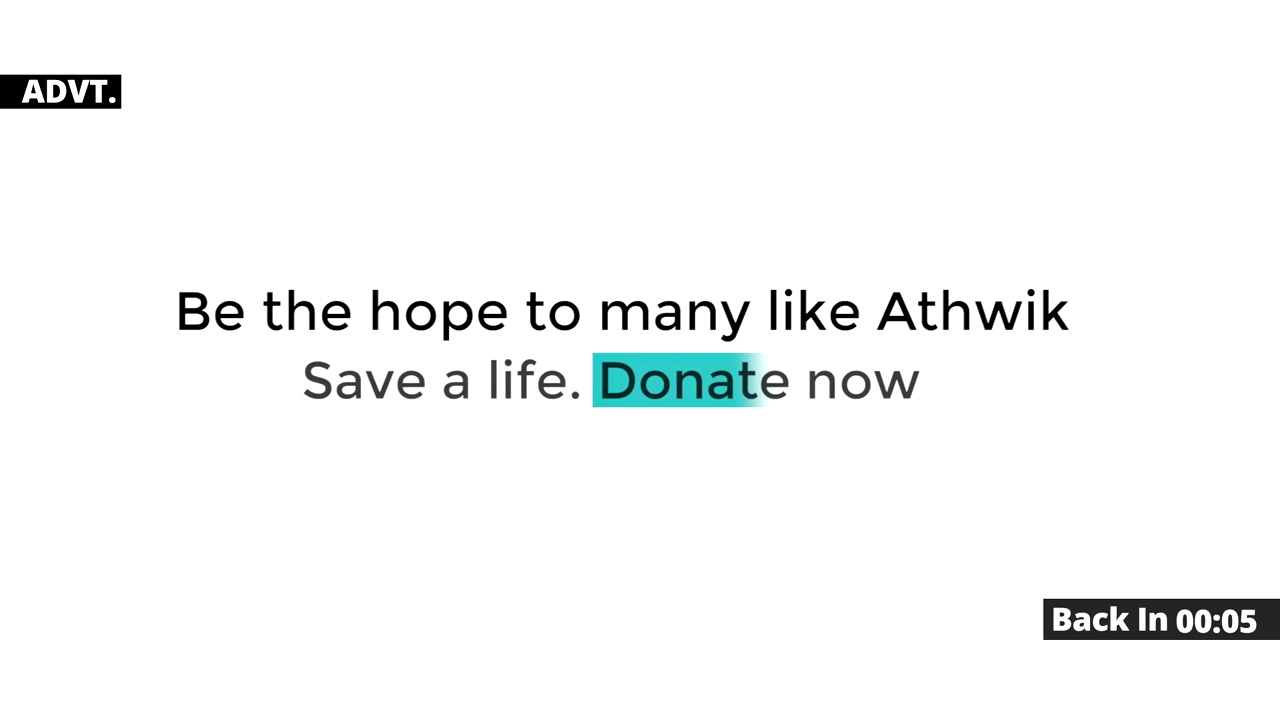 ADVT.
Be the hope to many like Athwik
Save a life. Donate now
Back In 00:05